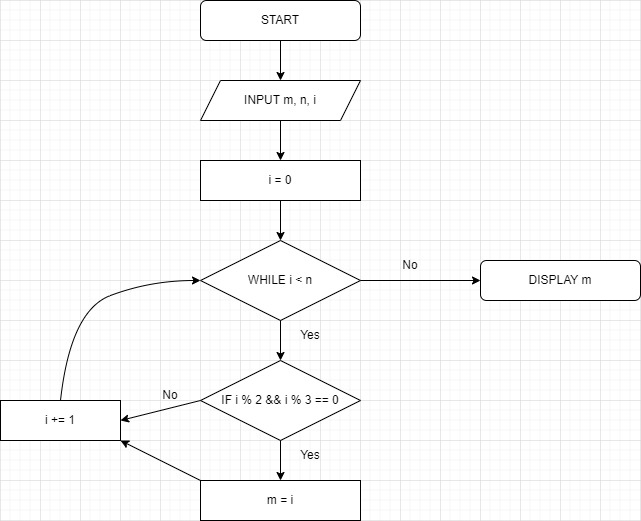 START
INPUT m, n, i
i = 0
WHILE i < n
No
DISPLAY m
Yes
IF i % 2 && i % 3 == 0
No
i += 1
Yes
m = i